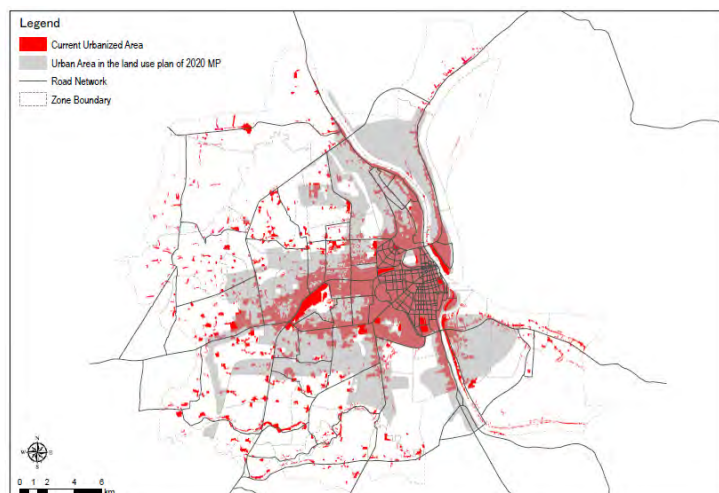 Legend
Current Urbanized Area
Urban Area in the land use plan of 2020 MP
Road Network
Zone Boundary
N
W
E
S
0 1 2 4 6
km